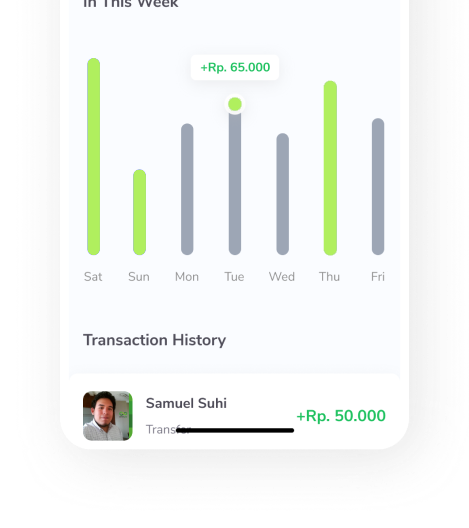 In This Week
+Rp. 65.000
Sat Sun Mon Tue Wed Thu Fri
Transaction History
Samuel Suhi
+Rp. 50.000
Transfer